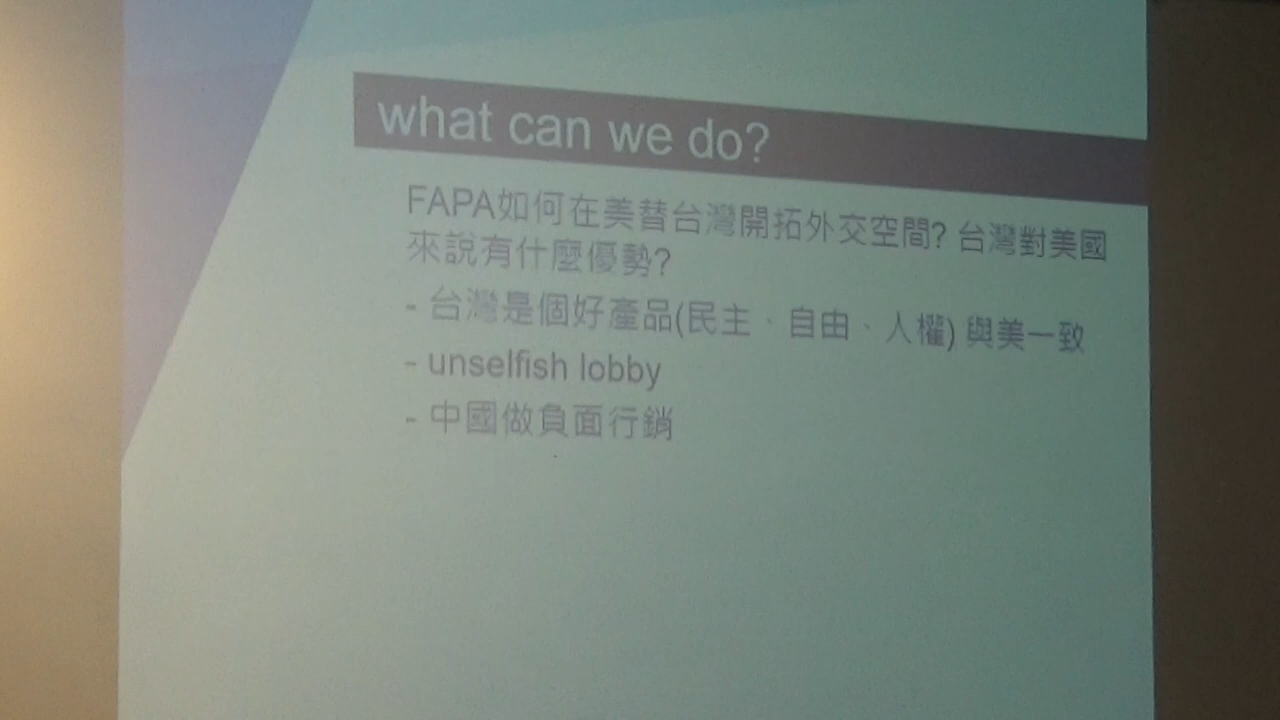 what can we do?
FAPA如何在美替台灣開拓外交空間? 台灣對美國
來說有什麼優勢?
- 台灣是個好產品(民主、自由、人權) 與美一致
- unselfish lobby
- 中國做負面行銷